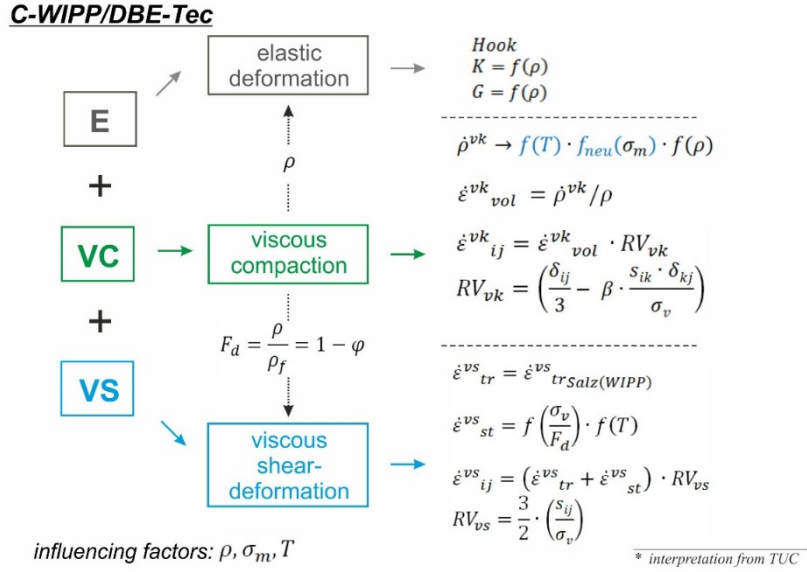 C-WIPP/DBE-Tec
elastic
deformation
Hook
K = f(ρ)
G = f(ρ)
E
+
ρ
ρ̇ᵛᵏ → f(T) · f_neu(σ_m) · f(ρ)
ε̇ᵛᵏ_vol = ρ̇ᵛᵏ/ρ
VC
viscous
compaction
ε̇ᵛᵏ_ij = ε̇ᵛᵏ_vol · RV_vk
RV_vk = (δ_ij/3 − β · s_ik · δ_kj/σ_v)
+
F_d = ρ/ρ_f = 1 − φ
VS
ε̇ᵛˢ_tr = ε̇ᵛˢ_trSalz(WIPP)
ε̇ᵛˢ_st = f(σ_v/F_d) · f(T)
viscous
shear-
deformation
ε̇ᵛˢ_ij = (ε̇ᵛˢ_tr + ε̇ᵛˢ_st) · RV_vs
RV_vs = 3/2 · (s_ij/σ_v)
influencing factors: ρ, σ_m, T
* interpretation from TUC